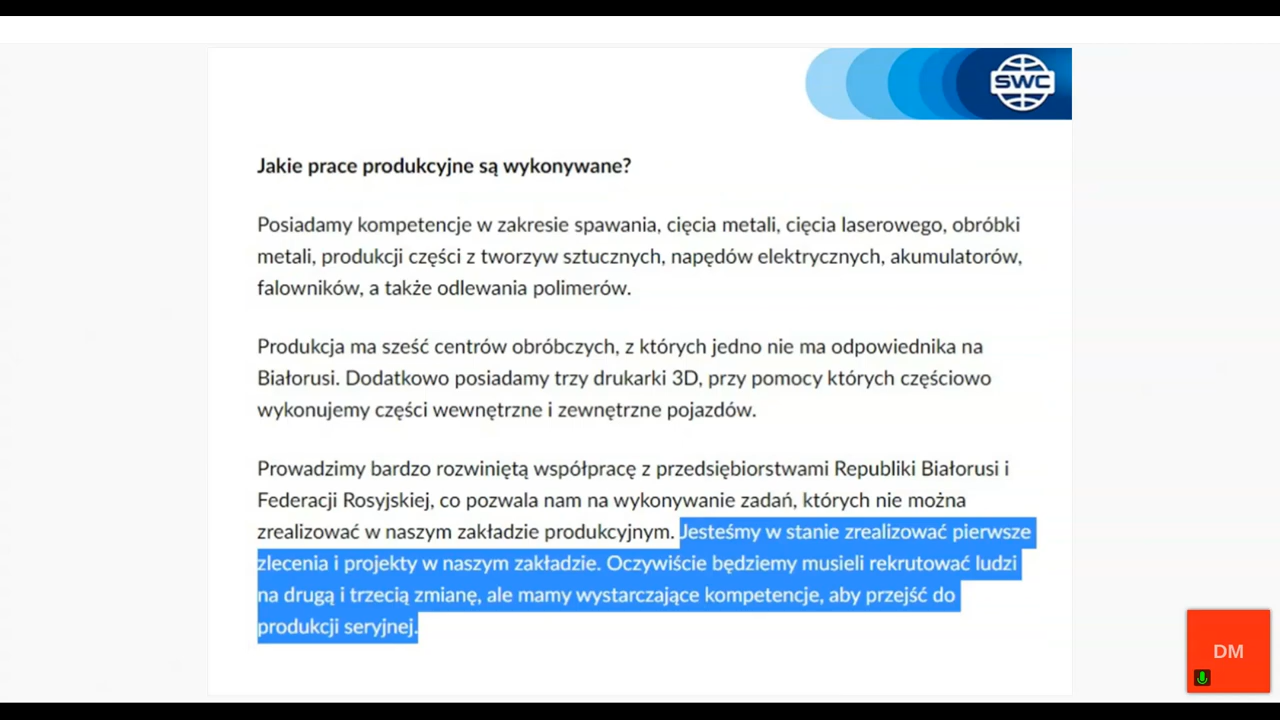 SWC
Jakie prace produkcyjne są wykonywane?
Posiadamy kompetencje w zakresie spawania, cięcia metali, cięcia laserowego, obróbki
metali, produkcji części z tworzyw sztucznych, napędów elektrycznych, akumulatorów,
falowników, a także odlewania polimerów.
Produkcja ma sześć centrów obróbczych, z których jedno nie ma odpowiednika na
Białorusi. Dodatkowo posiadamy trzy drukarki 3D, przy pomocy których częściowo
wykonujemy części wewnętrzne i zewnętrzne pojazdów.
Prowadzimy bardzo rozwiniętą współpracę z przedsiębiorstwami Republiki Białorusi i
Federacji Rosyjskiej, co pozwala nam na wykonywanie zadań, których nie można
zrealizować w naszym zakładzie produkcyjnym. Jesteśmy w stanie zrealizować pierwsze
zlecenia i projekty w naszym zakładzie. Oczywiście będziemy musieli rekrutować ludzi
na drugą i trzecią zmianę, ale mamy wystarczające kompetencje, aby przejść do
produkcji seryjnej.
DM